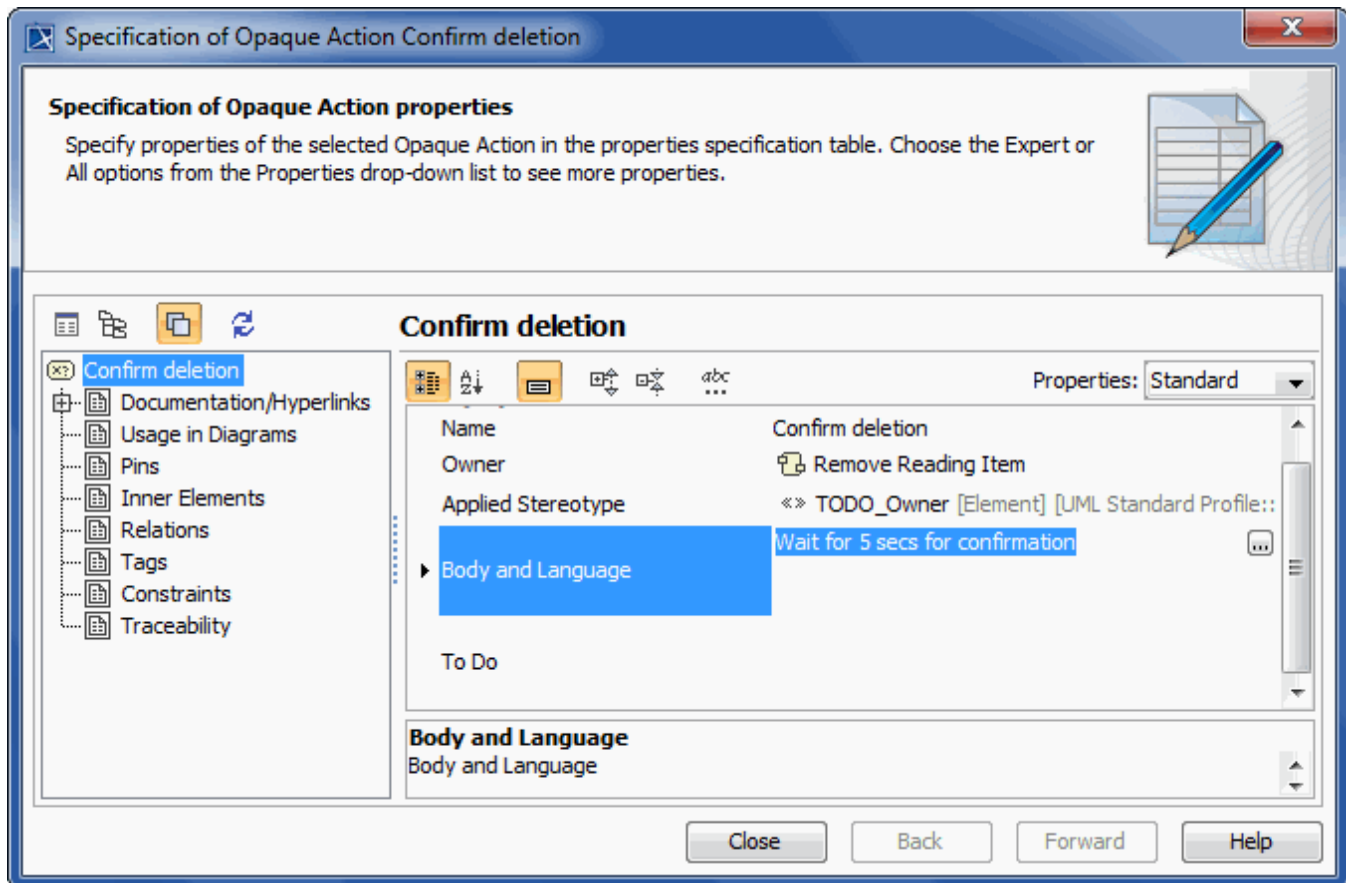 Specification of Opaque Action Confirm deletion
Specification of Opaque Action properties
Specify properties of the selected Opaque Action in the properties specification table. Choose the Expert or
All options from the Properties drop-down list to see more properties.
Confirm deletion
Confirm deletion
Documentation/Hyperlinks
Usage in Diagrams
Pins
Inner Elements
Relations
Tags
Constraints
Traceability
Properties: Standard
Name Confirm deletion
Owner Remove Reading Item
Applied Stereotype «» TODO_Owner [Element] [UML Standard Profile::
Body and Language Wait for 5 secs for confirmation
To Do
Body and Language
Body and Language
Close Back Forward Help